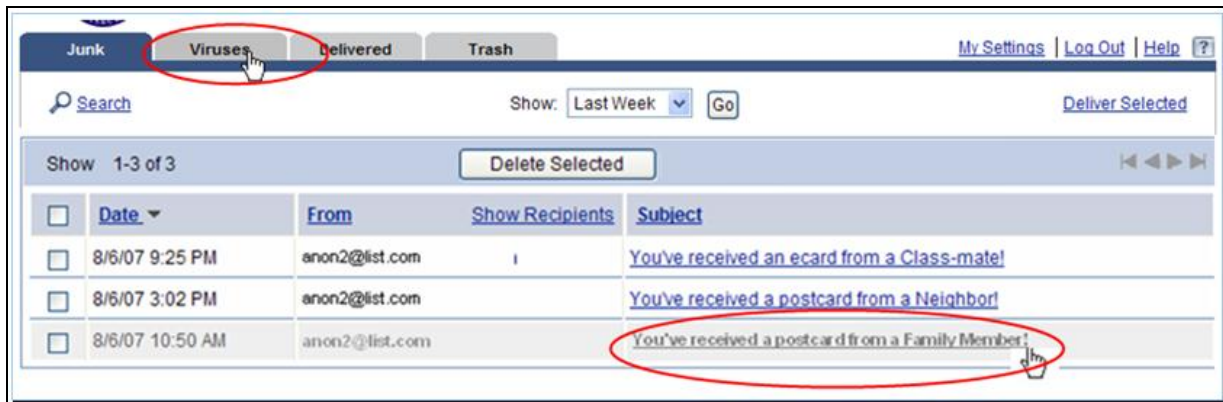 Junk Viruses Delivered Trash My Settings | Log Out | Help ?
Search Show: Last Week Go Deliver Selected
Show 1-3 of 3 Delete Selected
Date From Show Recipients Subject
8/6/07 9:25 PM anon2@list.com You've received an ecard from a Class-mate!
8/6/07 3:02 PM anon2@list.com You've received a postcard from a Neighbor!
8/6/07 10:50 AM anon2@list.com You've received a postcard from a Family Member!